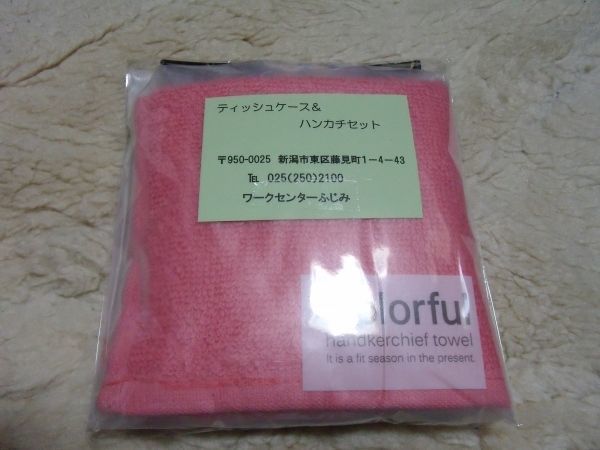 ティッシュケース＆
ハンカチセット
〒950-0025 新潟市東区藤見町1－4－43
℡ 025(250)2100
ワークセンターふじみ
Colorful
handkerchief towel
It is a fit season in the present.